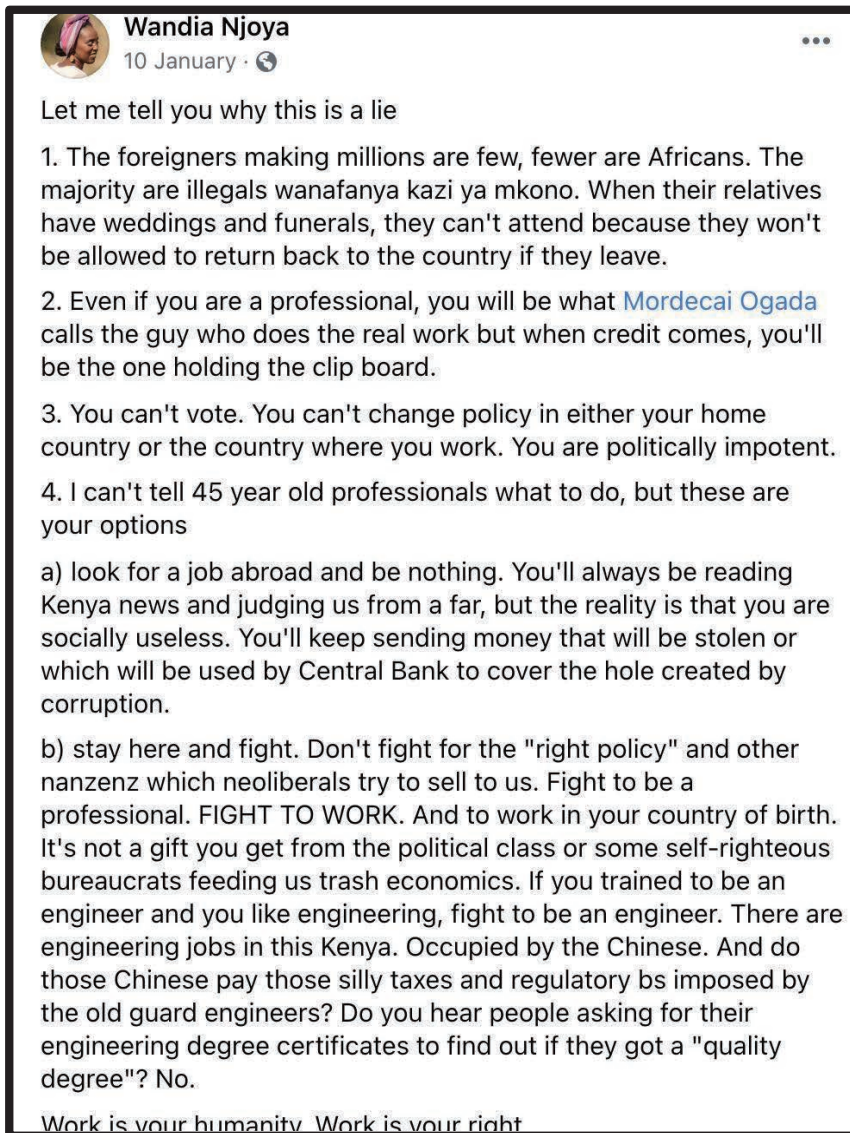 Wandia Njoya
10 January ·
Let me tell you why this is a lie
1. The foreigners making millions are few, fewer are Africans. The
majority are illegals wanafanya kazi ya mkono. When their relatives
have weddings and funerals, they can't attend because they won't
be allowed to return back to the country if they leave.
2. Even if you are a professional, you will be what Mordecai Ogada
calls the guy who does the real work but when credit comes, you'll
be the one holding the clip board.
3. You can't vote. You can't change policy in either your home
country or the country where you work. You are politically impotent.
4. I can't tell 45 year old professionals what to do, but these are
your options
a) look for a job abroad and be nothing. You'll always be reading
Kenya news and judging us from a far, but the reality is that you are
socially useless. You'll keep sending money that will be stolen or
which will be used by Central Bank to cover the hole created by
corruption.
b) stay here and fight. Don't fight for the "right policy" and other
nanzenz which neoliberals try to sell to us. Fight to be a
professional. FIGHT TO WORK. And to work in your country of birth.
It's not a gift you get from the political class or some self-righteous
bureaucrats feeding us trash economics. If you trained to be an
engineer and you like engineering, fight to be an engineer. There are
engineering jobs in this Kenya. Occupied by the Chinese. And do
those Chinese pay those silly taxes and regulatory bs imposed by
the old guard engineers? Do you hear people asking for their
engineering degree certificates to find out if they got a "quality
degree"? No.
Work is your humanity. Work is your right